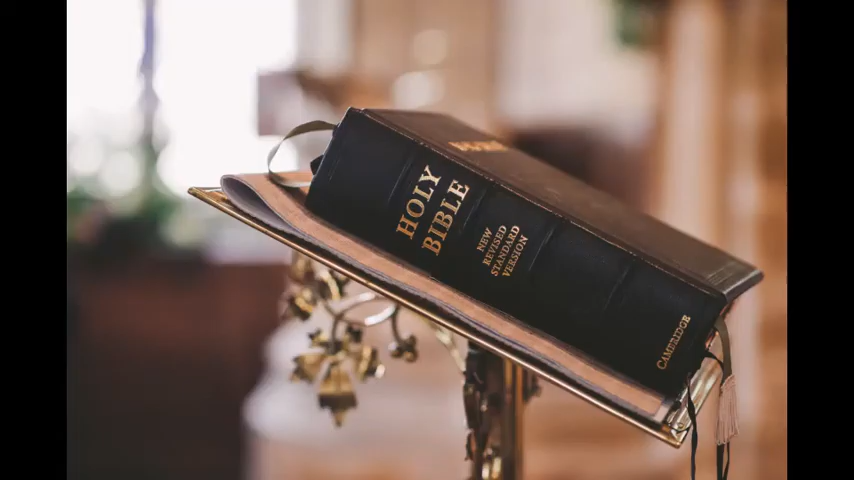 HOLY
BIBLE
NEW
REVISED
STANDARD
VERSION
CAMBRIDGE